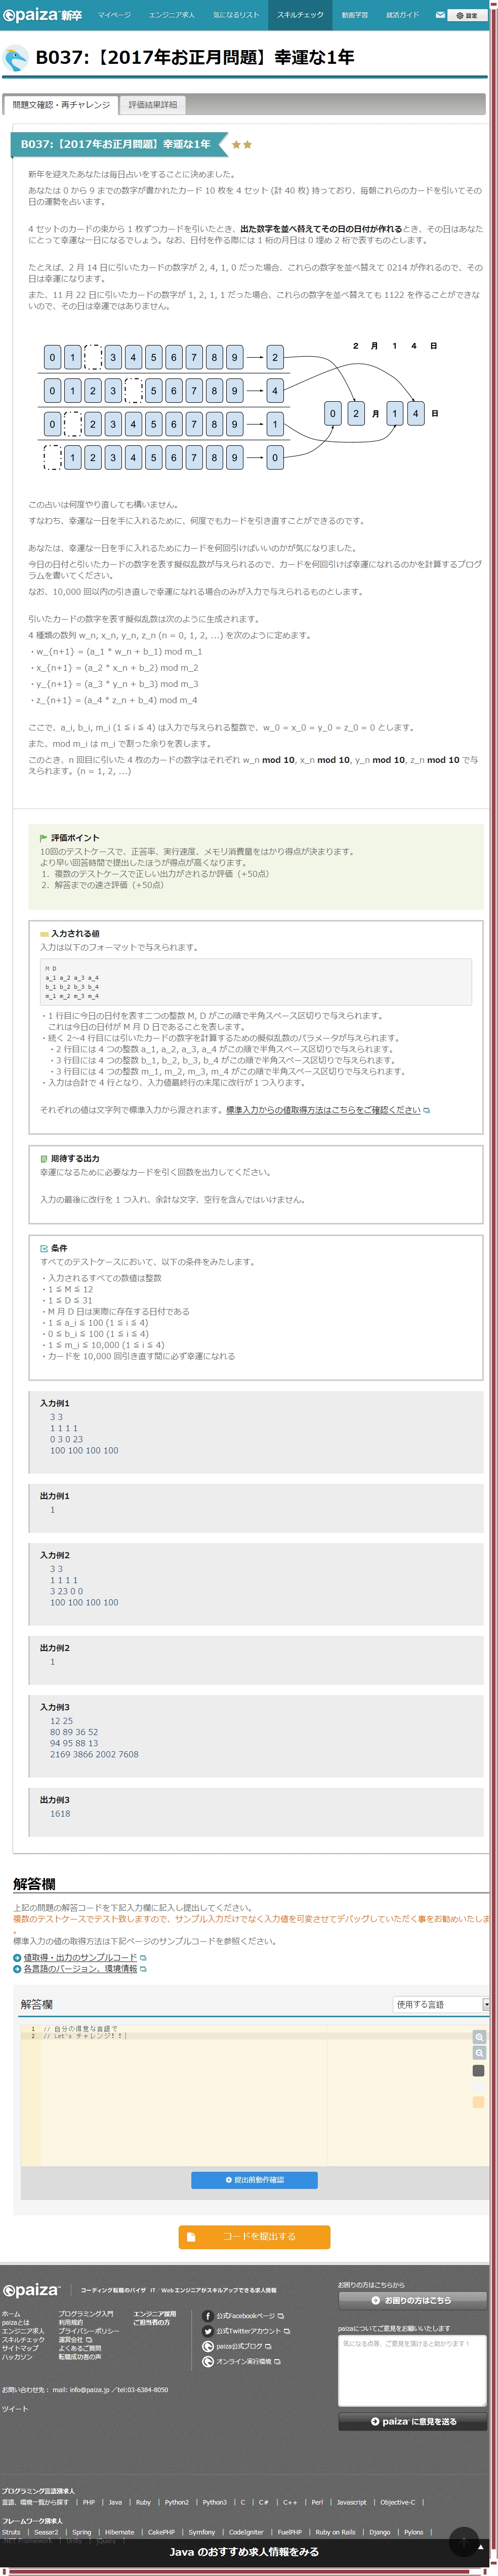 paiza新卒 マイページ エンジニア求人 気になるリスト スキルチェック 動画学習 就活ガイド 設定
B037:【2017年お正月問題】幸運な1年
問題文確認・再チャレンジ 評価結果詳細
B037:【2017年お正月問題】幸運な1年
新年を迎えたあなたは毎日占いをすることに決めました。
あなたは 0 から 9 までの数字が書かれたカード 10 枚を 4 セット (計 40 枚) 持っており、毎朝これらのカードを引いてその
日の運勢を占います。
4 セットのカードの束から 1 枚ずつカードを引いたとき、出た数字を並べ替えてその日の日付が作れるとき、その日はあなた
にとって幸運な一日になるでしょう。なお、日付を作る際には 1 桁の月日は 0 埋め 2 桁で表すものとします。
たとえば、2 月 14 日に引いたカードの数字が 2, 4, 1, 0 だった場合、これらの数字を並べ替えて 0214 が作れるので、その
日は幸運になります。
また、11 月 22 日に引いたカードの数字が 1, 2, 1, 1 だった場合、これらの数字を並べ替えても 1122 を作ることができな
いので、その日は幸運ではありません。
2 月 1 4 日
0 1 3 4 5 6 7 8 9 2
0 1 2 3 5 6 7 8 9 4
0 2 月 1 4 日
0 2 3 4 5 6 7 8 9 1
1 2 3 4 5 6 7 8 9 0
この占いは何度やり直しても構いません。
すなわち、幸運な一日を手に入れるために、何度でもカードを引き直すことができるのです。
あなたは、幸運な一日を手に入れるためにカードを何回引けばいいのかが気になりました。
今日の日付と引いたカードの数字を表す擬似乱数が与えられるので、カードを何回引けば幸運になれるのかを計算するプログ
ラムを書いてください。
なお、10,000 回以内の引き直しで幸運になれる場合のみが入力で与えられるものとします。
引いたカードの数字を表す擬似乱数は次のように生成されます。
4 種類の数列 w_n, x_n, y_n, z_n (n = 0, 1, 2, ...) を次のように定めます。
・w_{n+1} = (a_1 * w_n + b_1) mod m_1
・x_{n+1} = (a_2 * x_n + b_2) mod m_2
・y_{n+1} = (a_3 * y_n + b_3) mod m_3
・z_{n+1} = (a_4 * z_n + b_4) mod m_4
ここで、a_i, b_i, m_i (1 ≦ i ≦ 4) は入力で与えられる整数で、w_0 = x_0 = y_0 = z_0 = 0 とします。
また、mod m_i は m_i で割った余りを表します。
このとき、n 回目に引いた 4 枚のカードの数字はそれぞれ w_n mod 10, x_n mod 10, y_n mod 10, z_n mod 10 で与
えられます。(n = 1, 2, ...)
評価ポイント
10回のテストケースで、正答率、実行速度、メモリ消費量をはかり得点が決まります。
より早い回答時間で提出したほうが得点が高くなります。
1. 複数のテストケースで正しい出力がされるか評価（+50点）
2. 解答までの速さ評価（+50点）
入力される値
入力は以下のフォーマットで与えられます。
M D
a_1 a_2 a_3 a_4
b_1 b_2 b_3 b_4
m_1 m_2 m_3 m_4
・1 行目に今日の日付を表す二つの整数 M, D がこの順で半角スペース区切りで与えられます。
これは今日の日付が M 月 D 日であることを表します。
・続く 2〜4 行目には引いたカードの数字を計算するための擬似乱数のパラメータが与えられます。
・2 行目には 4 つの整数 a_1, a_2, a_3, a_4 がこの順で半角スペース区切りで与えられます。
・3 行目には 4 つの整数 b_1, b_2, b_3, b_4 がこの順で半角スペース区切りで与えられます。
・3 行目には 4 つの整数 m_1, m_2, m_3, m_4 がこの順で半角スペース区切りで与えられます。
・入力は合計で 4 行となり、入力値最終行の末尾に改行が 1 つ入ります。
それぞれの値は文字列で標準入力から渡されます。標準入力からの値取得方法はこちらをご確認ください
期待する出力
幸運になるために必要なカードを引く回数を出力してください。
入力の最後に改行を 1 つ入れ、余計な文字、空行を含んではいけません。
条件
すべてのテストケースにおいて、以下の条件をみたします。
・入力されるすべての数値は整数
・1 ≦ M ≦ 12
・1 ≦ D ≦ 31
・M 月 D 日は実際に存在する日付である
・1 ≦ a_i ≦ 100 (1 ≦ i ≦ 4)
・0 ≦ b_i ≦ 100 (1 ≦ i ≦ 4)
・1 ≦ m_i ≦ 10,000 (1 ≦ i ≦ 4)
・カードを 10,000 回引き直す間に必ず幸運になれる
入力例1
3 3
1 1 1 1
0 3 0 23
100 100 100 100
出力例1
1
入力例2
3 3
1 1 1 1
3 23 0 0
100 100 100 100
出力例2
1
入力例3
12 25
80 89 36 52
94 95 88 13
2169 3866 2002 7608
出力例3
1618
解答欄
上記の問題の解答コードを下記入力欄に記入し提出してください。
複数のテストケースでテスト致しますので、サンプル入力だけでなく入力値を可変させてデバッグしていただく事をお勧めいたしま
。
標準入力の値の取得方法は下記ページのサンプルコードを参照ください。
値取得・出力のサンプルコード
各言語のバージョン、環境情報
解答欄 使用する言語
1 // 自分の得意な言語で
2 // Let's チャレンジ！！
提出前動作確認
コードを提出する
paiza コーディング転職のパイザ IT／Webエンジニアがスキルアップできる求人情報
お困りの方はこちらから
お困りの方はこちら
ホーム プログラミング入門 エンジニア採用 公式Facebookページ
paizaとは 利用規約 ご担当者の方
エンジニア求人 プライバシーポリシー 公式Twitterアカウント
スキルチェック 運営会社
サイトマップ よくあるご質問 paiza公式ブログ
ハッカソン 転職成功者の声 オンライン実行環境
paizaについてご意見をお願いいたします
気になる点等、ご意見を頂けると助かります！
paiza に意見を送る
お問い合わせ先： mail: info@paiza.jp ／tel:03-6384-8050
ツイート
プログラミング言語別求人
言語、環境一覧から探す | PHP | Java | Ruby | Python2 | Python3 | C | C# | C++ | Perl | Javascript | Objective-C |
フレームワーク別求人
Struts | Seasar2 | Spring | Hibernate | CakePHP | Symfony | CodeIgniter | FuelPHP | Ruby on Rails | Django | Pylons |
.NET Framework | Unity | jQuery |
Java のおすすめ求人情報をみる